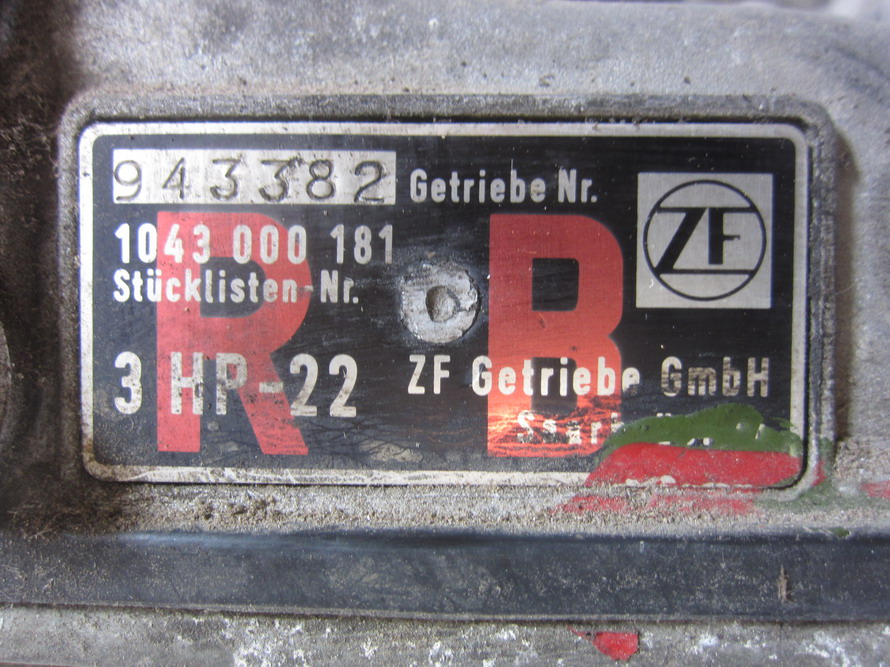 943382 Getriebe Nr.
ZF
1043 000 181
Stücklisten-Nr.
R B
3 HP-22 ZF Getriebe GmbH